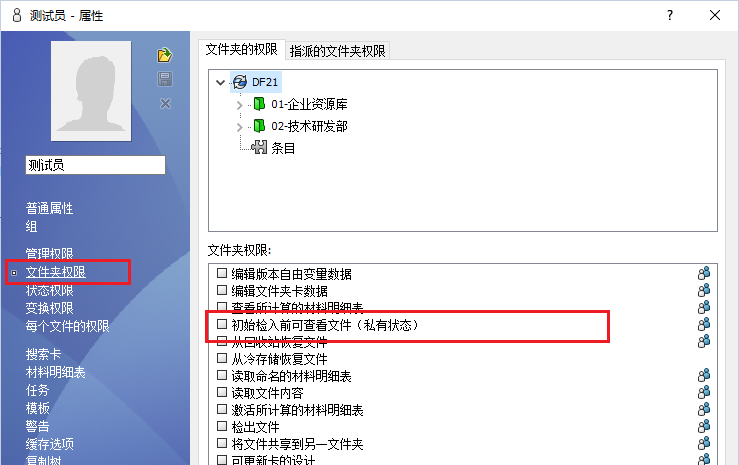 测试员 - 属性
?
文件夹的权限
指派的文件夹权限
DF21
01-企业资源库
02-技术研发部
条目
测试员
普通属性
组
管理权限
文件夹权限
状态权限
变换权限
每个文件的权限
搜索卡
材料明细表
任务
模板
警告
缓存选项
复制树
文件夹权限:
编辑版本自由变量数据
编辑文件夹卡数据
查看所计算的材料明细表
初始检入前可查看文件（私有状态）
从回收站恢复文件
从冷存储恢复文件
读取命名的材料明细表
读取文件内容
激活所计算的材料明细表
检出文件
将文件共享到另一文件夹
可更新卡的设计